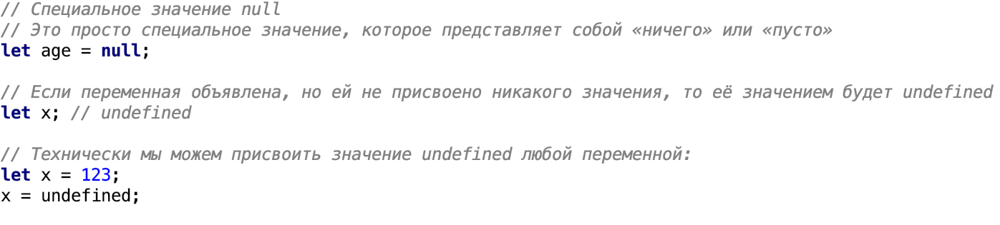 // Специальное значение null
// Это просто специальное значение, которое представляет собой «ничего» или «пусто»
let age = null;
// Если переменная объявлена, но ей не присвоено никакого значения, то её значением будет undefined
let x; // undefined
// Технически мы можем присвоить значение undefined любой переменной:
let x = 123;
x = undefined;